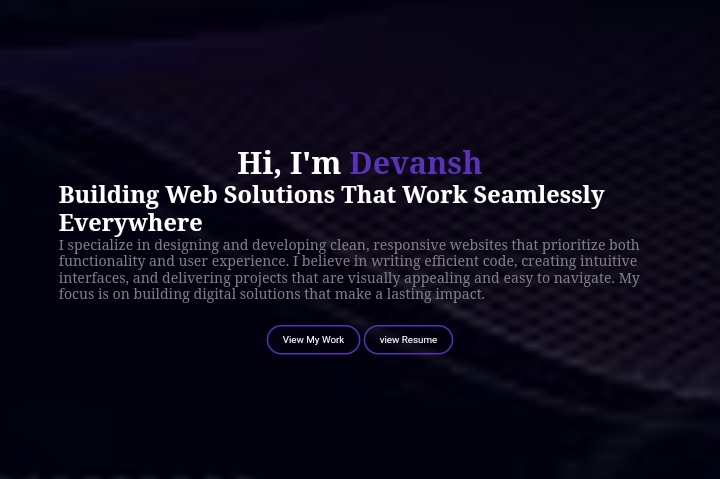 Hi, I'm Devansh
Building Web Solutions That Work Seamlessly
Everywhere
I specialize in designing and developing clean, responsive websites that prioritize both
functionality and user experience. I believe in writing efficient code, creating intuitive
interfaces, and delivering projects that are visually appealing and easy to navigate. My
focus is on building digital solutions that make a lasting impact.
View My Work view Resume